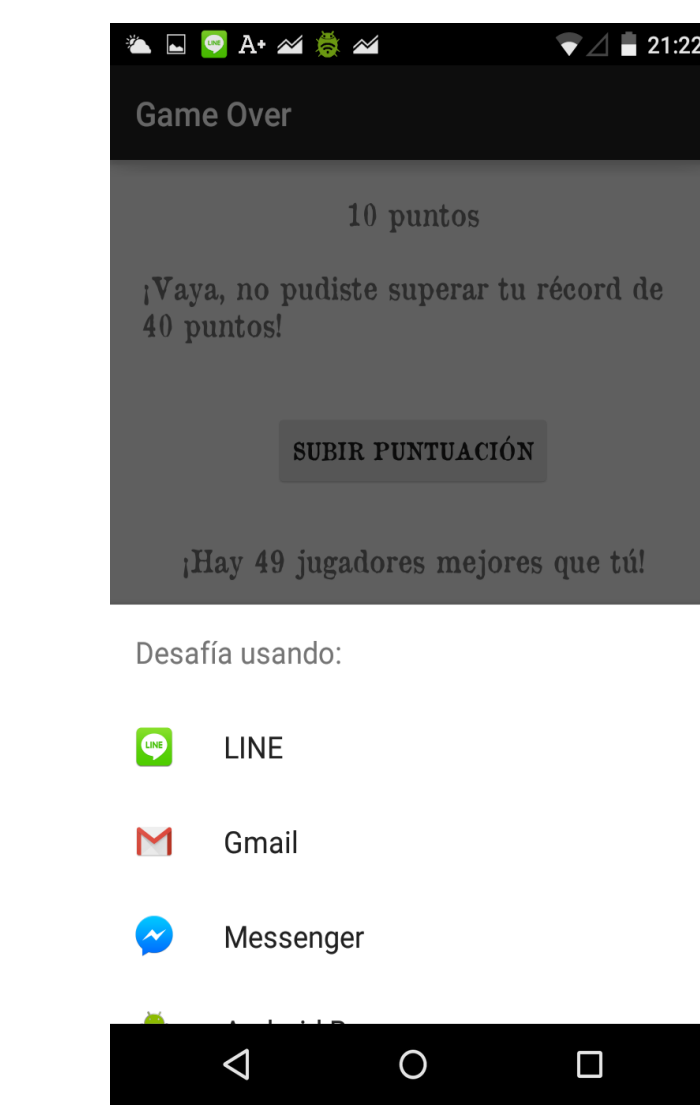 A+ 21:22
Game Over
10 puntos
¡Vaya, no pudiste superar tu récord de
40 puntos!
SUBIR PUNTUACIÓN
¡Hay 49 jugadores mejores que tú!
Desafía usando:
LINE LINE
Gmail
Messenger